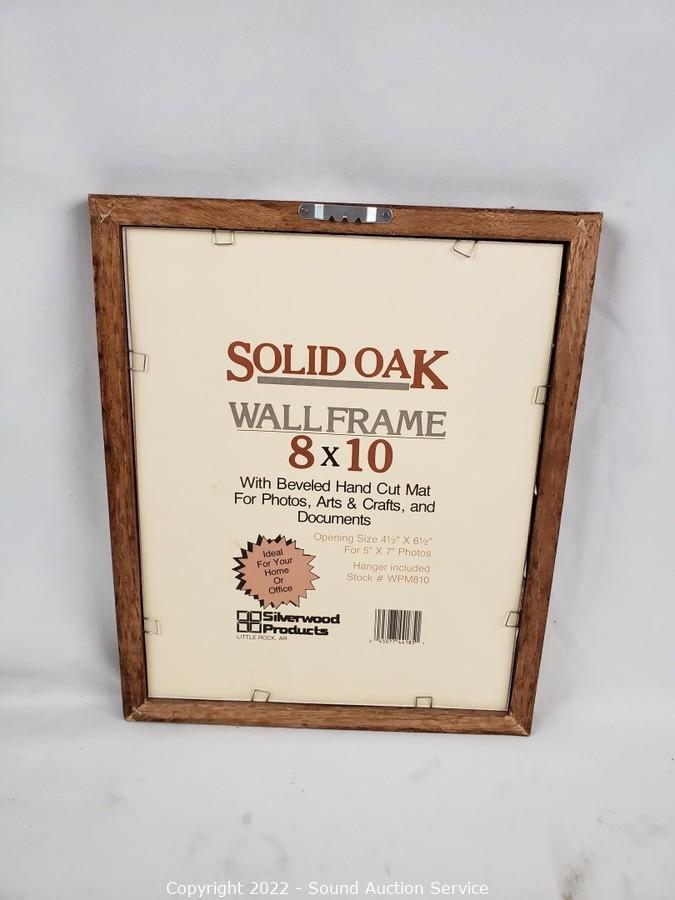 SOLID OAK
WALL FRAME
8 x 10
With Beveled Hand Cut Mat
For Photos, Arts & Crafts, and
Documents
Opening Size 4½" X 6½"
For 5" X 7" Photos
Hanger included
Stock # WPM810
Ideal
For Your
Home
Or
Office
Silverwood
Products
LITTLE ROCK, AR
Copyright 2022 - Sound Auction Service